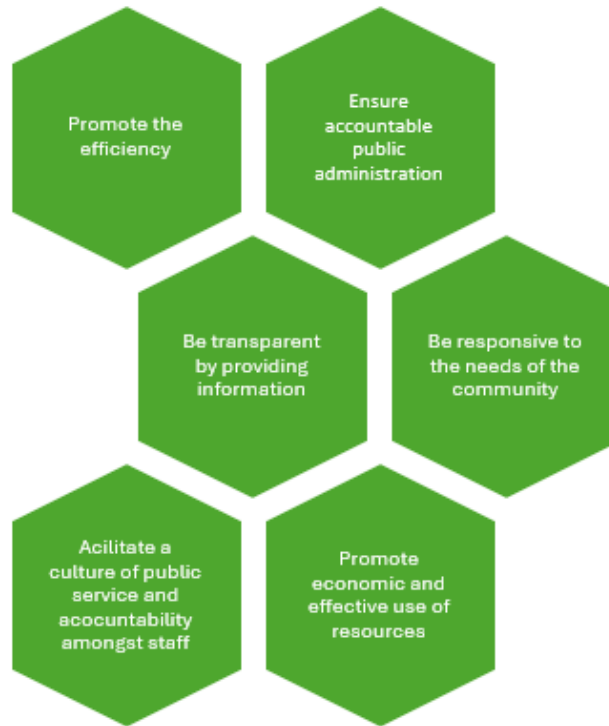 Promote the
efficiency
Ensure
accountable
public
administration
Be transparent
by providing
information
Be responsive to
the needs of the
community
Acilitate a
culture of public
service and
acocuntability
amongst staff
Promote
economic and
effective use of
resources